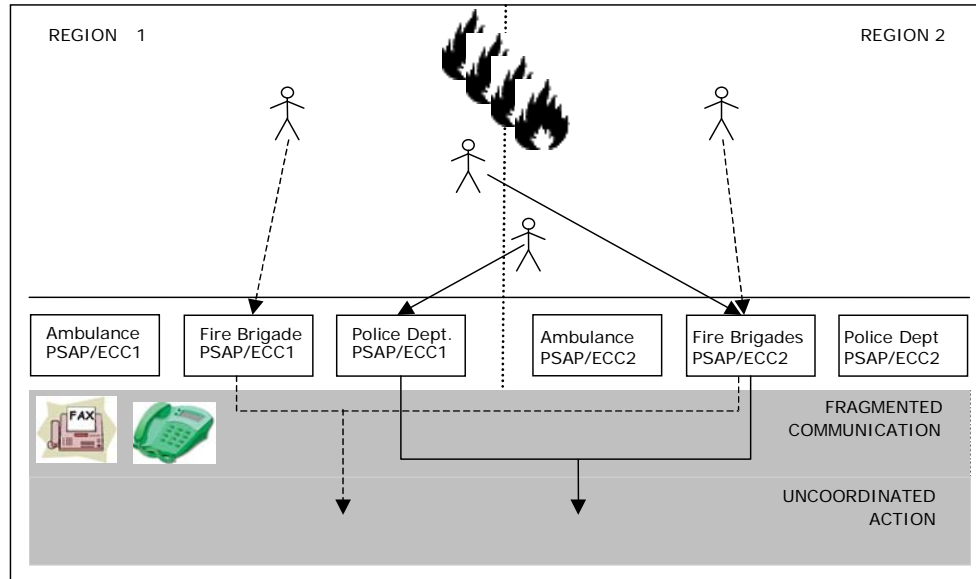 REGION 1
REGION 2
Ambulance
PSAP/ECC1
Fire Brigade
PSAP/ECC1
Police Dept.
PSAP/ECC1
Ambulance
PSAP/ECC2
Fire Brigades
PSAP/ECC2
Police Dept
PSAP/ECC2
FAX
FRAGMENTED
COMMUNICATION
UNCOORDINATED
ACTION